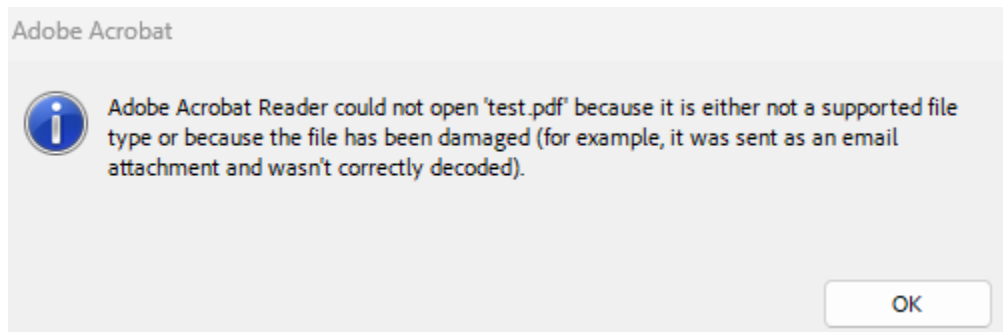 Adobe Acrobat
Adobe Acrobat Reader could not open 'test.pdf' because it is either not a supported file
type or because the file has been damaged (for example, it was sent as an email
attachment and wasn't correctly decoded).
OK